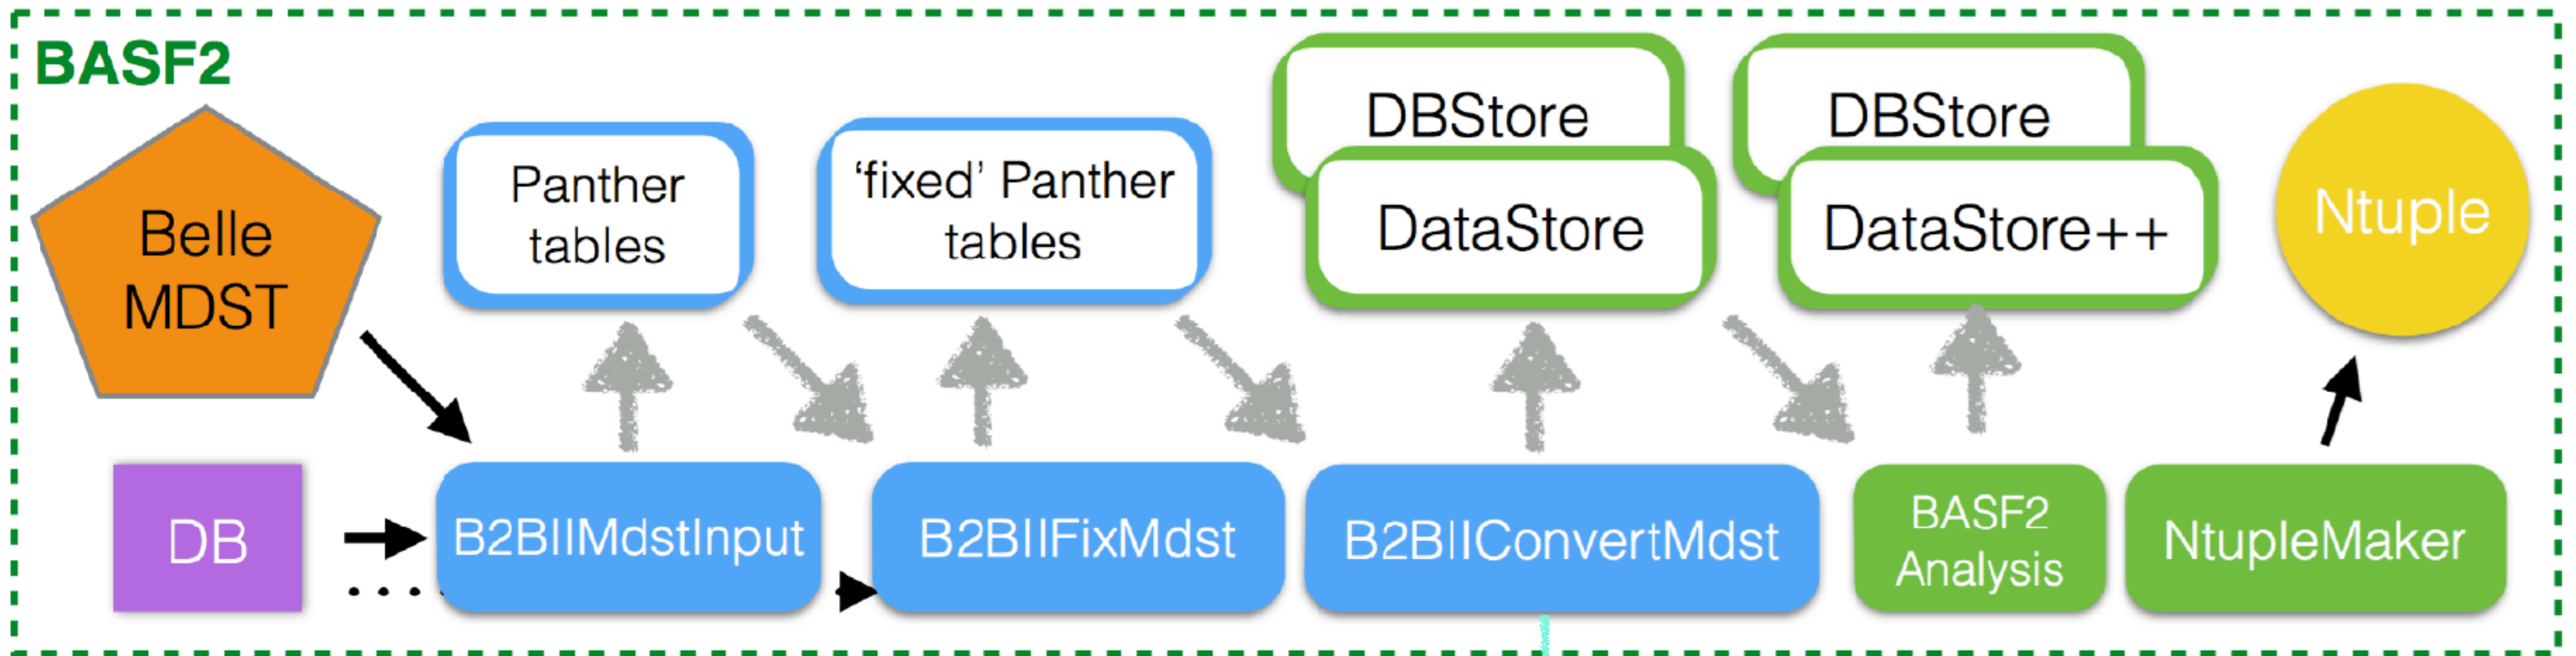 BASF2
Belle
MDST
Panther
tables
‘fixed’ Panther
tables
DBStore
DataStore
DBStore
DataStore++
Ntuple
DB
B2BIIMdstInput
B2BIIFixMdst
B2BIIConvertMdst
BASF2
Analysis
NtupleMaker